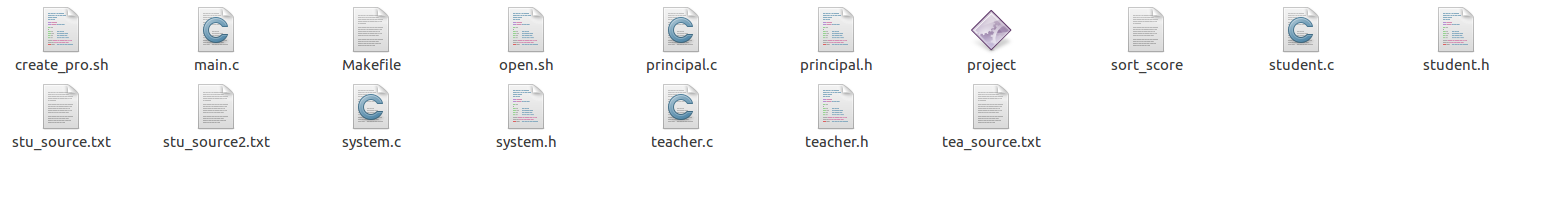 create_pro.sh main.c Makefile open.sh principal.c principal.h project sort_score student.c student.h
stu_source.txt stu_source2.txt system.c system.h teacher.c teacher.h tea_source.txt